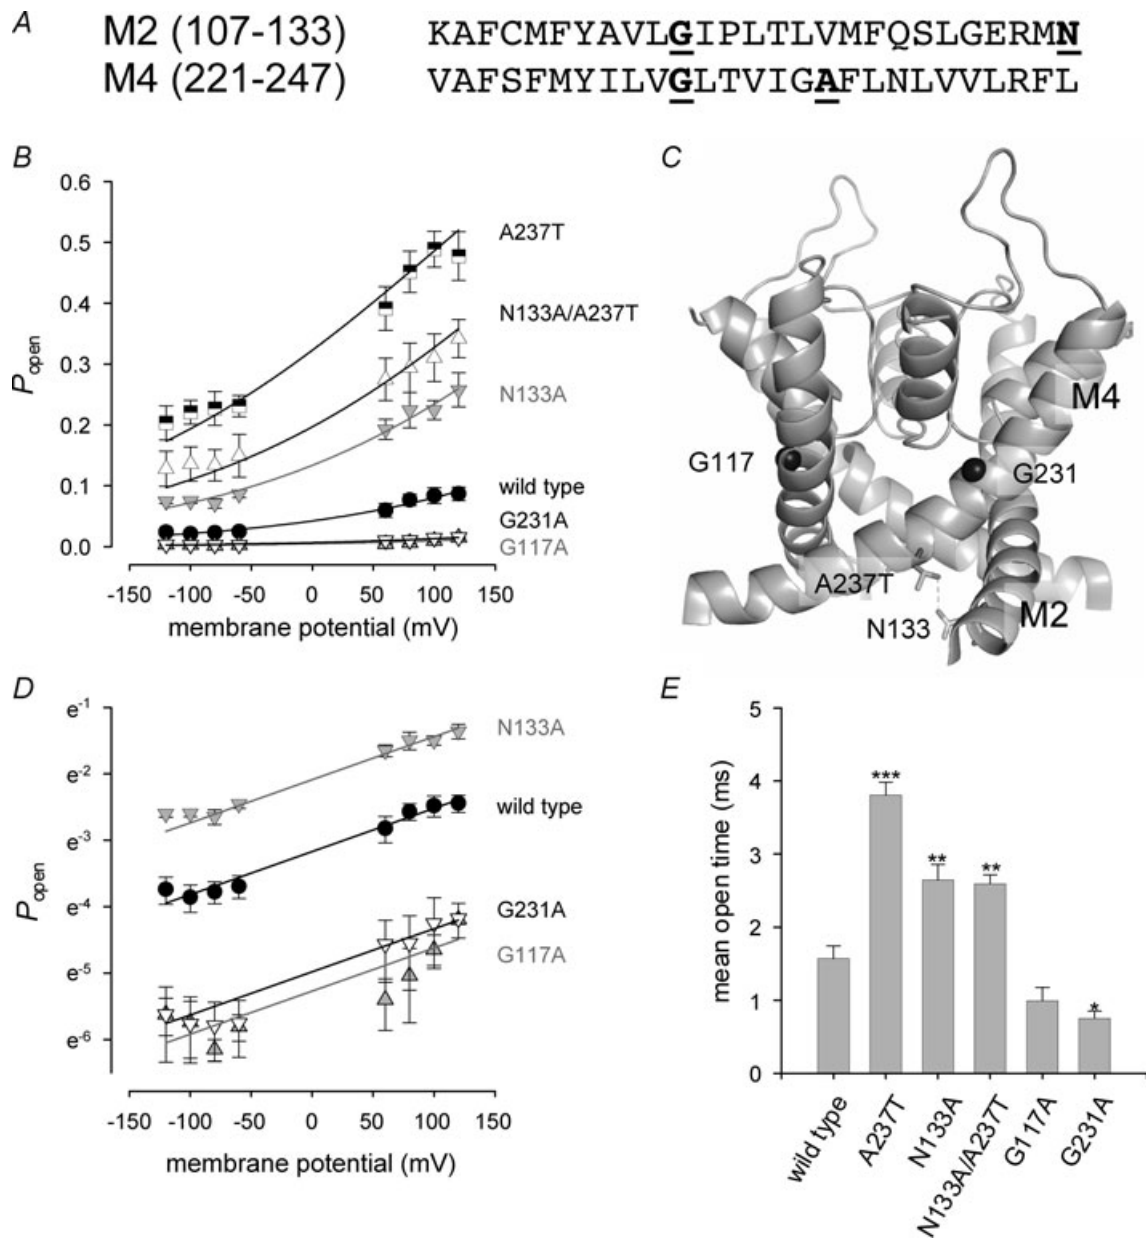 A
M2 (107-133) KAFCMFYAVLGIPLTLVMFQSLGERMN
M4 (221-247) VAFSFMYILVGLTVIGAFLNLVVLRFL
B
0.6
0.5
0.4
0.3
0.2
0.1
0.0
Popen
A237T
N133A/A237T
N133A
wild type
G231A
G117A
-150 -100 -50 0 50 100 150
membrane potential (mV)
C
M4
G117
G231
A237T
N133
M2
D
e-1
e-2
e-3
e-4
e-5
e-6
Popen
N133A
wild type
G231A
G117A
-150 -100 -50 0 50 100 150
membrane potential (mV)
E
5
4
3
2
1
0
mean open time (ms)
***
**
**
*
wild type
A237T
N133A
N133A/A237T
G117A
G231A